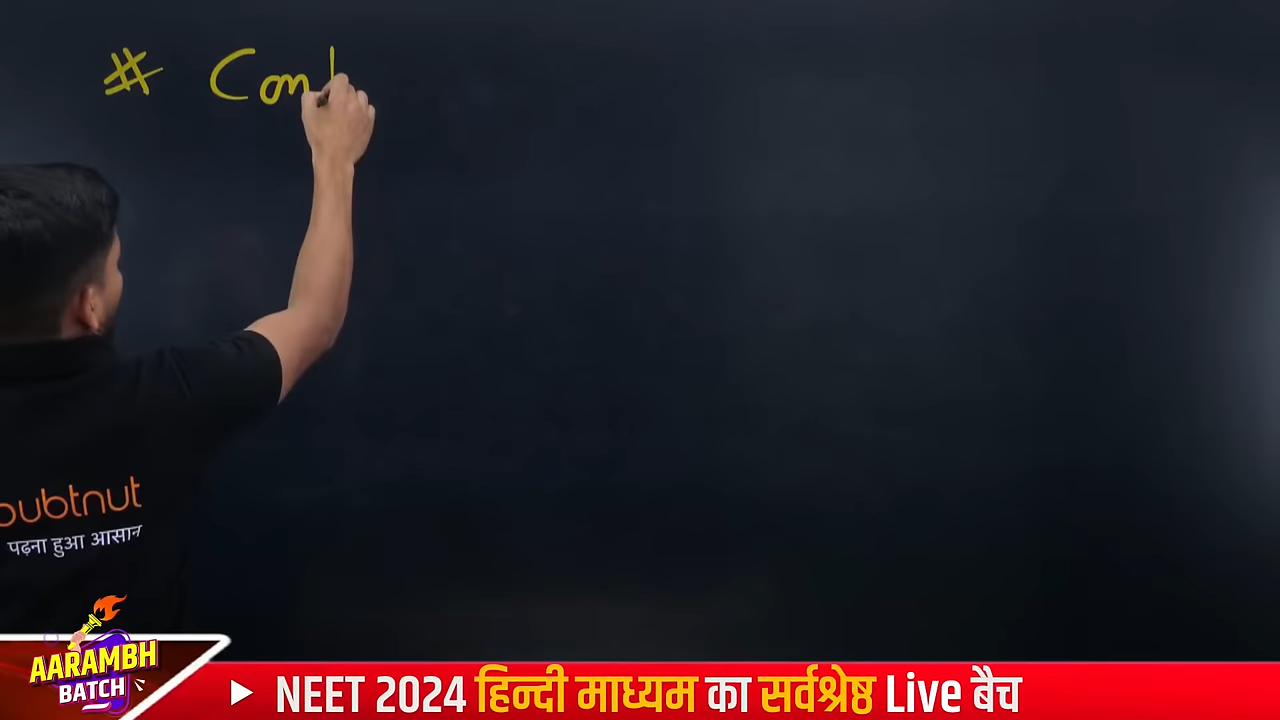 # Con
oubtnut
पढ़ना हुआ आसान
AARAMBH
BATCH
NEET 2024 हिन्दी माध्यम का सर्वश्रेष्ठ Live बैच